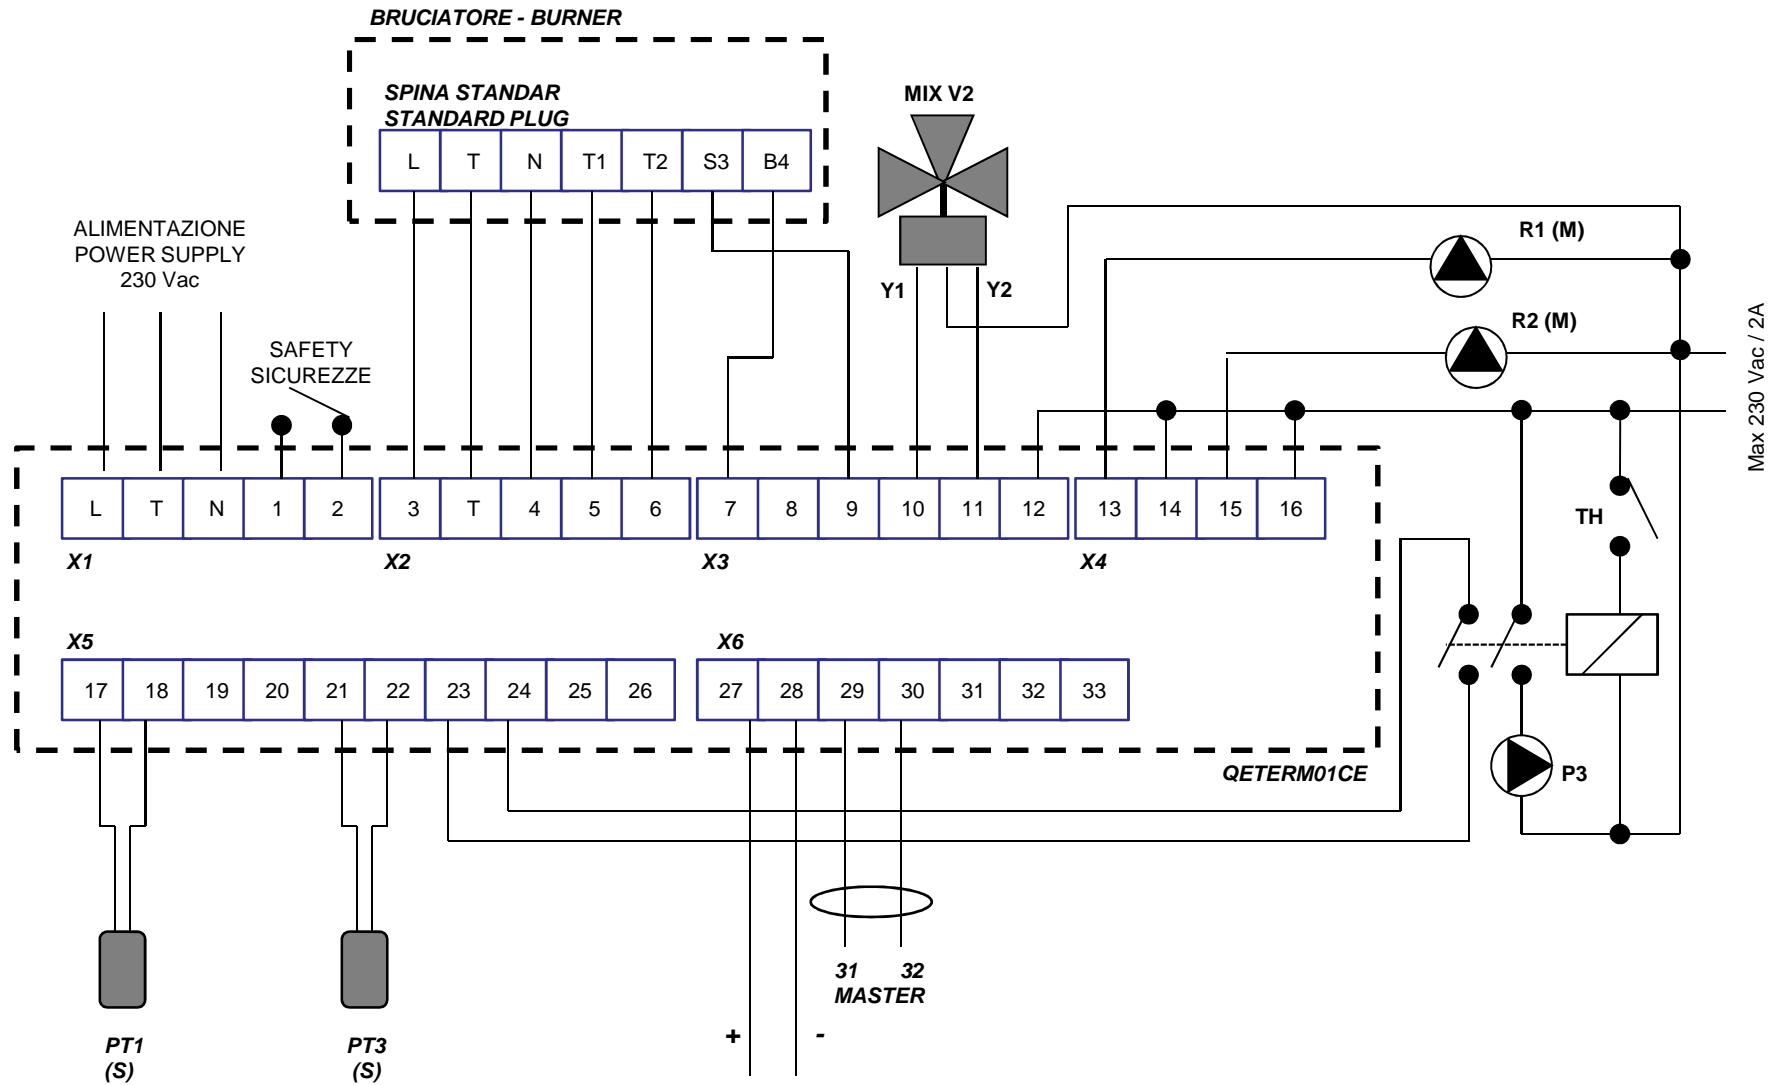 BRUCIATORE - BURNER
SPINA STANDAR
STANDARD PLUG
L T N T1 T2 S3 B4
MIX V2
Y1 Y2
R1 (M)
R2 (M)
Max 230 Vac / 2A
ALIMENTAZIONE
POWER SUPPLY
230 Vac
SAFETY
SICUREZZE
L T N 1 2 3 T 4 5 6 7 8 9 10 11 12 13 14 15 16
X1 X2 X3 X4
TH
X5 X6
17 18 19 20 21 22 23 24 25 26 27 28 29 30 31 32 33
QETERM01CE
P3
31 32
MASTER
+ -
PT1
(S)
PT3
(S)